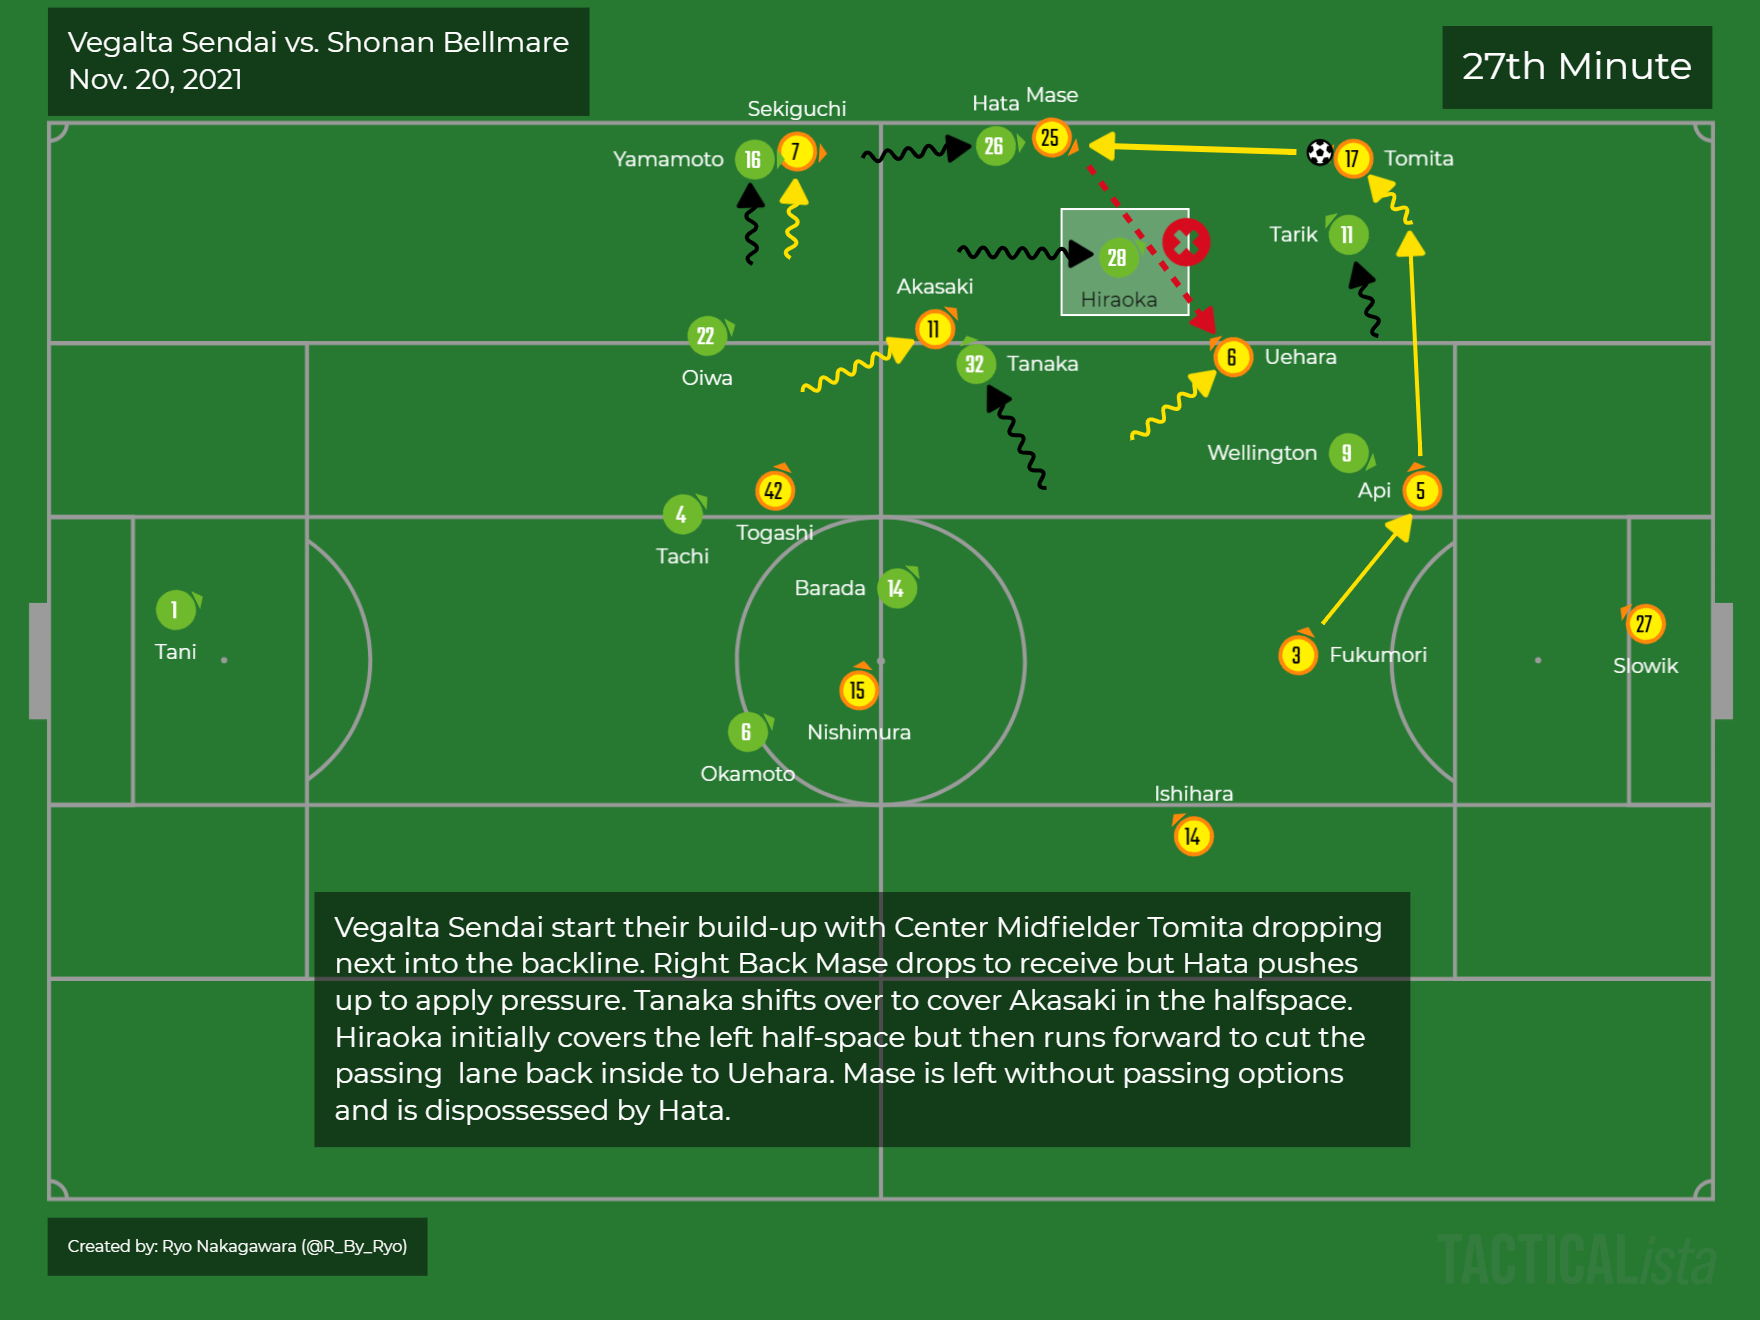 Vegalta Sendai vs. Shonan Bellmare
Nov. 20, 2021
27th Minute
Sekiguchi
Hata
Mase
Yamamoto
16
7
26
25
17
Tomita
Tarik
11
28
Hiraoka
Akasaki
11
22
Oiwa
32
Tanaka
6
Uehara
Wellington
9
Api
5
42
Togashi
4
Tachi
Barada
14
1
Tani
3
Fukumori
27
Slowik
15
Nishimura
6
Okamoto
Ishihara
14
Vegalta Sendai start their build-up with Center Midfielder Tomita dropping
next into the backline. Right Back Mase drops to receive but Hata pushes
up to apply pressure. Tanaka shifts over to cover Akasaki in the halfspace.
Hiraoka initially covers the left half-space but then runs forward to cut the
passing  lane back inside to Uehara. Mase is left without passing options
and is dispossessed by Hata.
Created by: Ryo Nakagawara (@R_By_Ryo)
TACTICALista